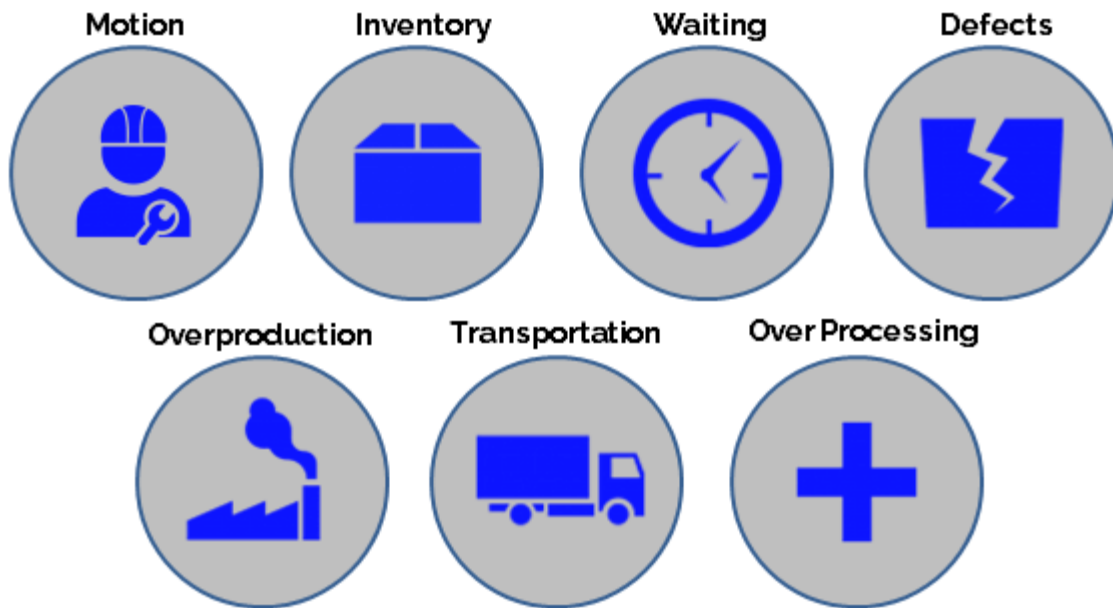 Motion
Inventory
Waiting
Defects
Overproduction
Transportation
Over Processing